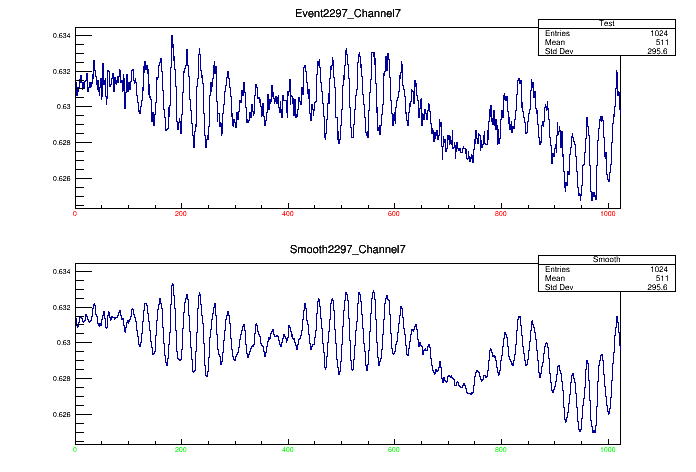 Event2297_Channel7
Test
Entries 1024
Mean 511
Std Dev 295.6
0.634
0.632
0.63
0.628
0.626
0 200 400 600 800 1000
Smooth2297_Channel7
Smooth
Entries 1024
Mean 511
Std Dev 295.6
0.634
0.632
0.63
0.628
0.626
0 200 400 600 800 1000